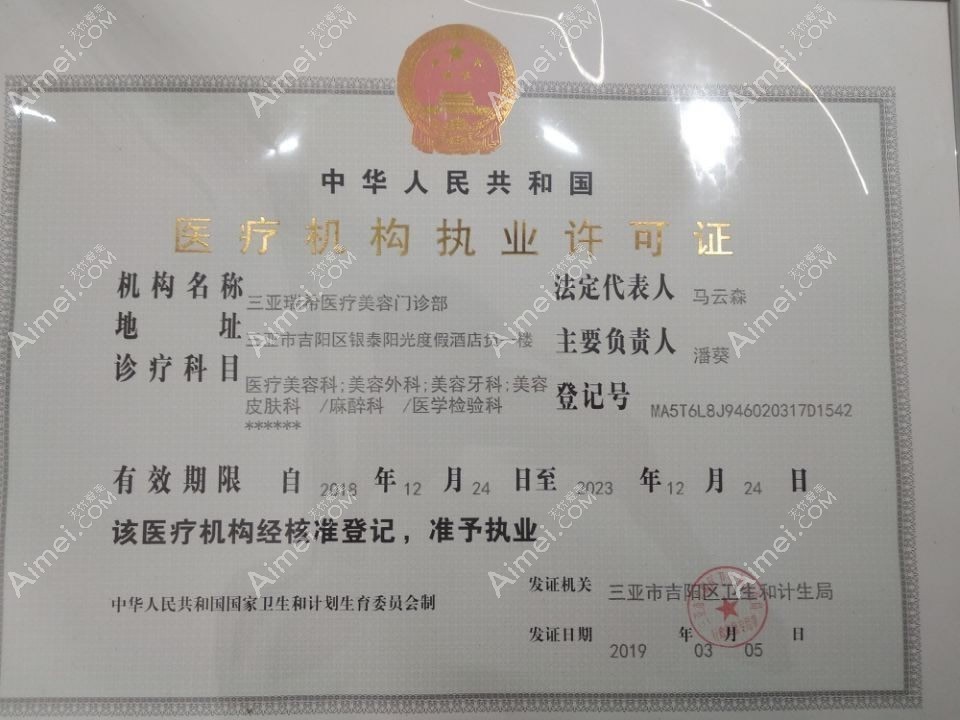 中华人民共和国
医疗机构执业许可证
机构名称 三亚瑞希医疗美容门诊部
法定代表人 马云森
地址 三亚市吉阳区银泰阳光度假酒店负一楼
主要负责人 潘葵
诊疗科目 医疗美容科;美容外科;美容牙科;美容
皮肤科 /麻醉科 /医学检验科
******
登记号 MA5T6L8J946020317D1542
有效期限 自 2018 年 12 月 24 日至 2023 年 12 月 24 日
该医疗机构经核准登记，准予执业
中华人民共和国国家卫生和计划生育委员会制
发证机关 三亚市吉阳区卫生和计生局
发证日期 2019 年 03 月 05 日
天然爱美
Aimei.COM